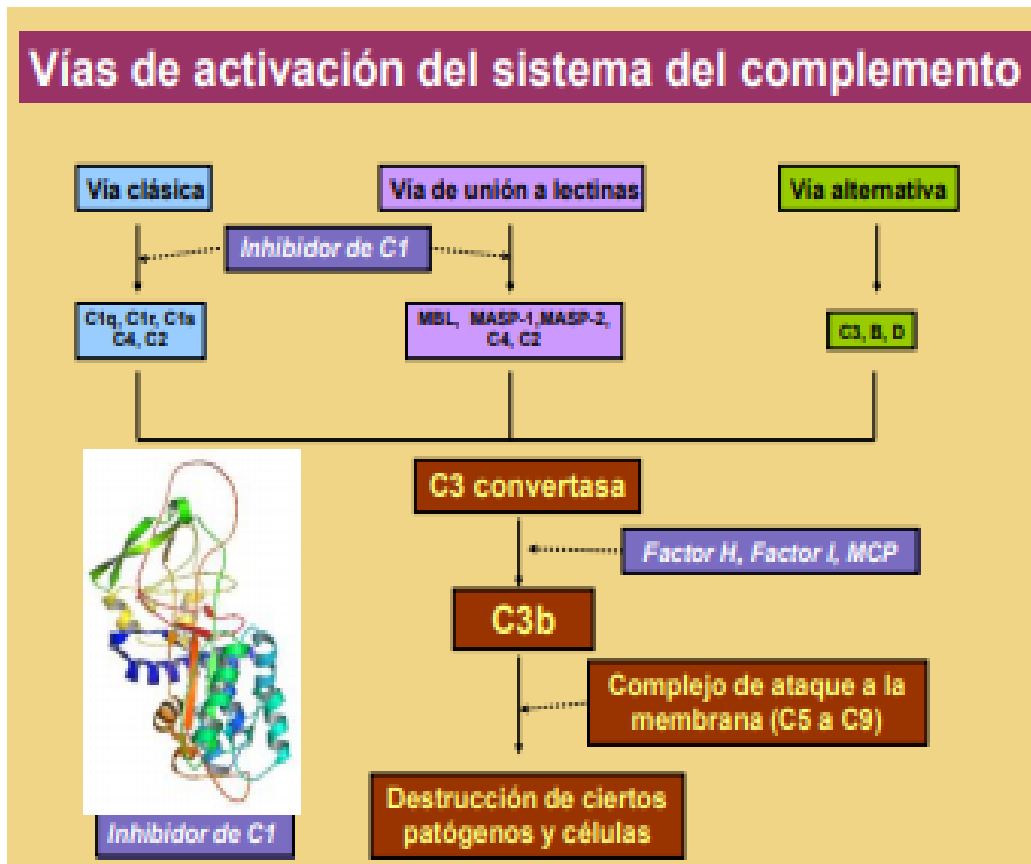 Vías de activación del sistema del complemento
Vía clásica
Vía de unión a lectinas
Vía alternativa
Inhibidor de C1
C1q, C1r, C1s
C4, C2
MBL, MASP-1,MASP-2,
C4, C2
C3, B, D
C3 convertasa
Factor H, Factor I, MCP
C3b
Complejo de ataque a la
membrana (C5 a C9)
Destrucción de ciertos
patógenos y células
Inhibidor de C1